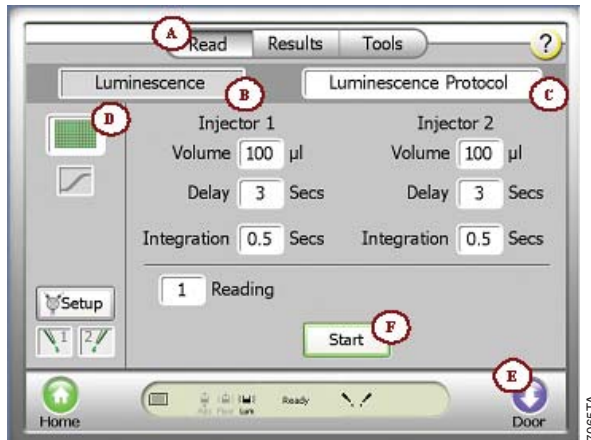 A Read Results Tools ?
Luminescence B Luminescence Protocol C
D Injector 1 Injector 2
Volume 100 µl Volume 100 µl
Delay 3 Secs Delay 3 Secs
Integration 0.5 Secs Integration 0.5 Secs
1 Reading
Setup
1 2
Start F
E
Lum Ready
Home Door